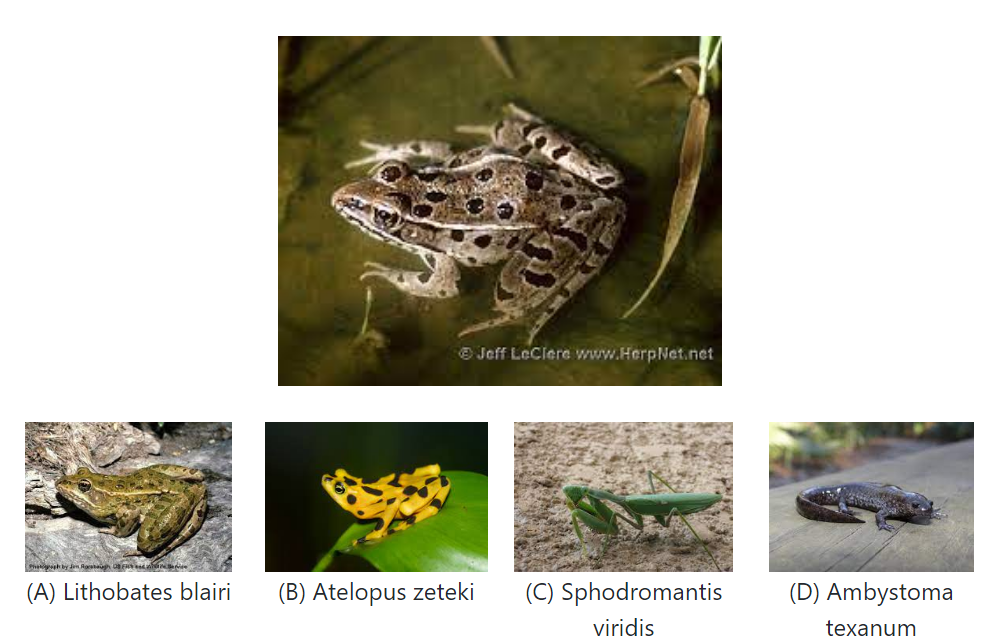 © Jeff LeClere www.HerpNet.net
Photograph by Jim Rorabaugh, US Fish and Wildlife Service
(A) Lithobates blairi
(B) Atelopus zeteki
(C) Sphodromantis
viridis
(D) Ambystoma
texanum